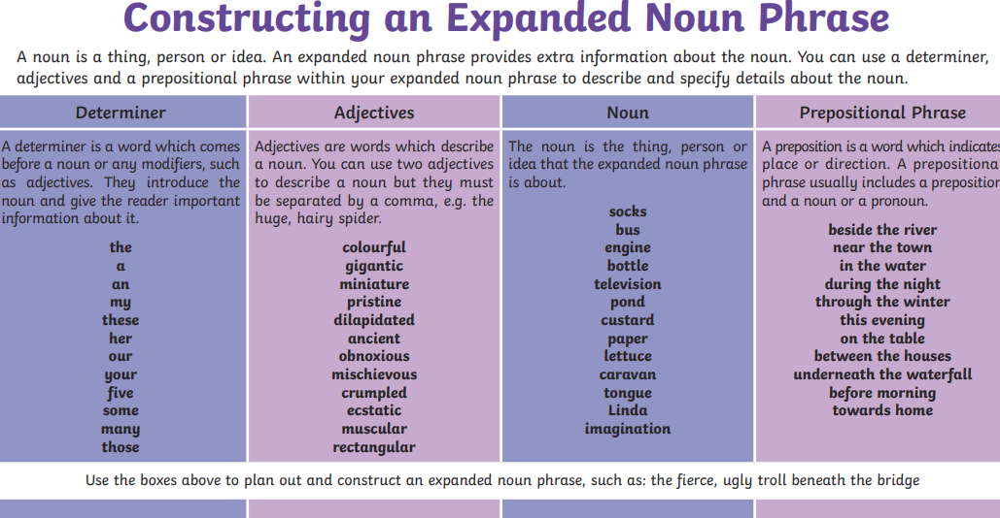 Constructing an Expanded Noun Phrase
A noun is a thing, person or idea. An expanded noun phrase provides extra information about the noun. You can use a determiner,
adjectives and a prepositional phrase within your expanded noun phrase to describe and specify details about the noun.
Determiner
A determiner is a word which comes
before a noun or any modifiers, such
as adjectives. They introduce the
noun and give the reader important
information about it.
the
a
an
my
these
her
our
your
five
some
many
those
Adjectives
Adjectives are words which describe
a noun. You can use two adjectives
to describe a noun but they must
be separated by a comma, e.g. the
huge, hairy spider.
colourful
gigantic
miniature
pristine
dilapidated
ancient
obnoxious
mischievous
crumpled
ecstatic
muscular
rectangular
Noun
The noun is the thing, person or
idea that the expanded noun phrase
is about.
socks
bus
engine
bottle
television
pond
custard
paper
lettuce
caravan
tongue
Linda
imagination
Prepositional Phrase
A preposition is a word which indicates
place or direction. A prepositiona
phrase usually includes a preposition
and a noun or a pronoun.
beside the river
near the town
in the water
during the night
through the winter
this evening
on the table
between the houses
underneath the waterfall
before morning
towards home
Use the boxes above to plan out and construct an expanded noun phrase, such as: the fierce, ugly troll beneath the bridge